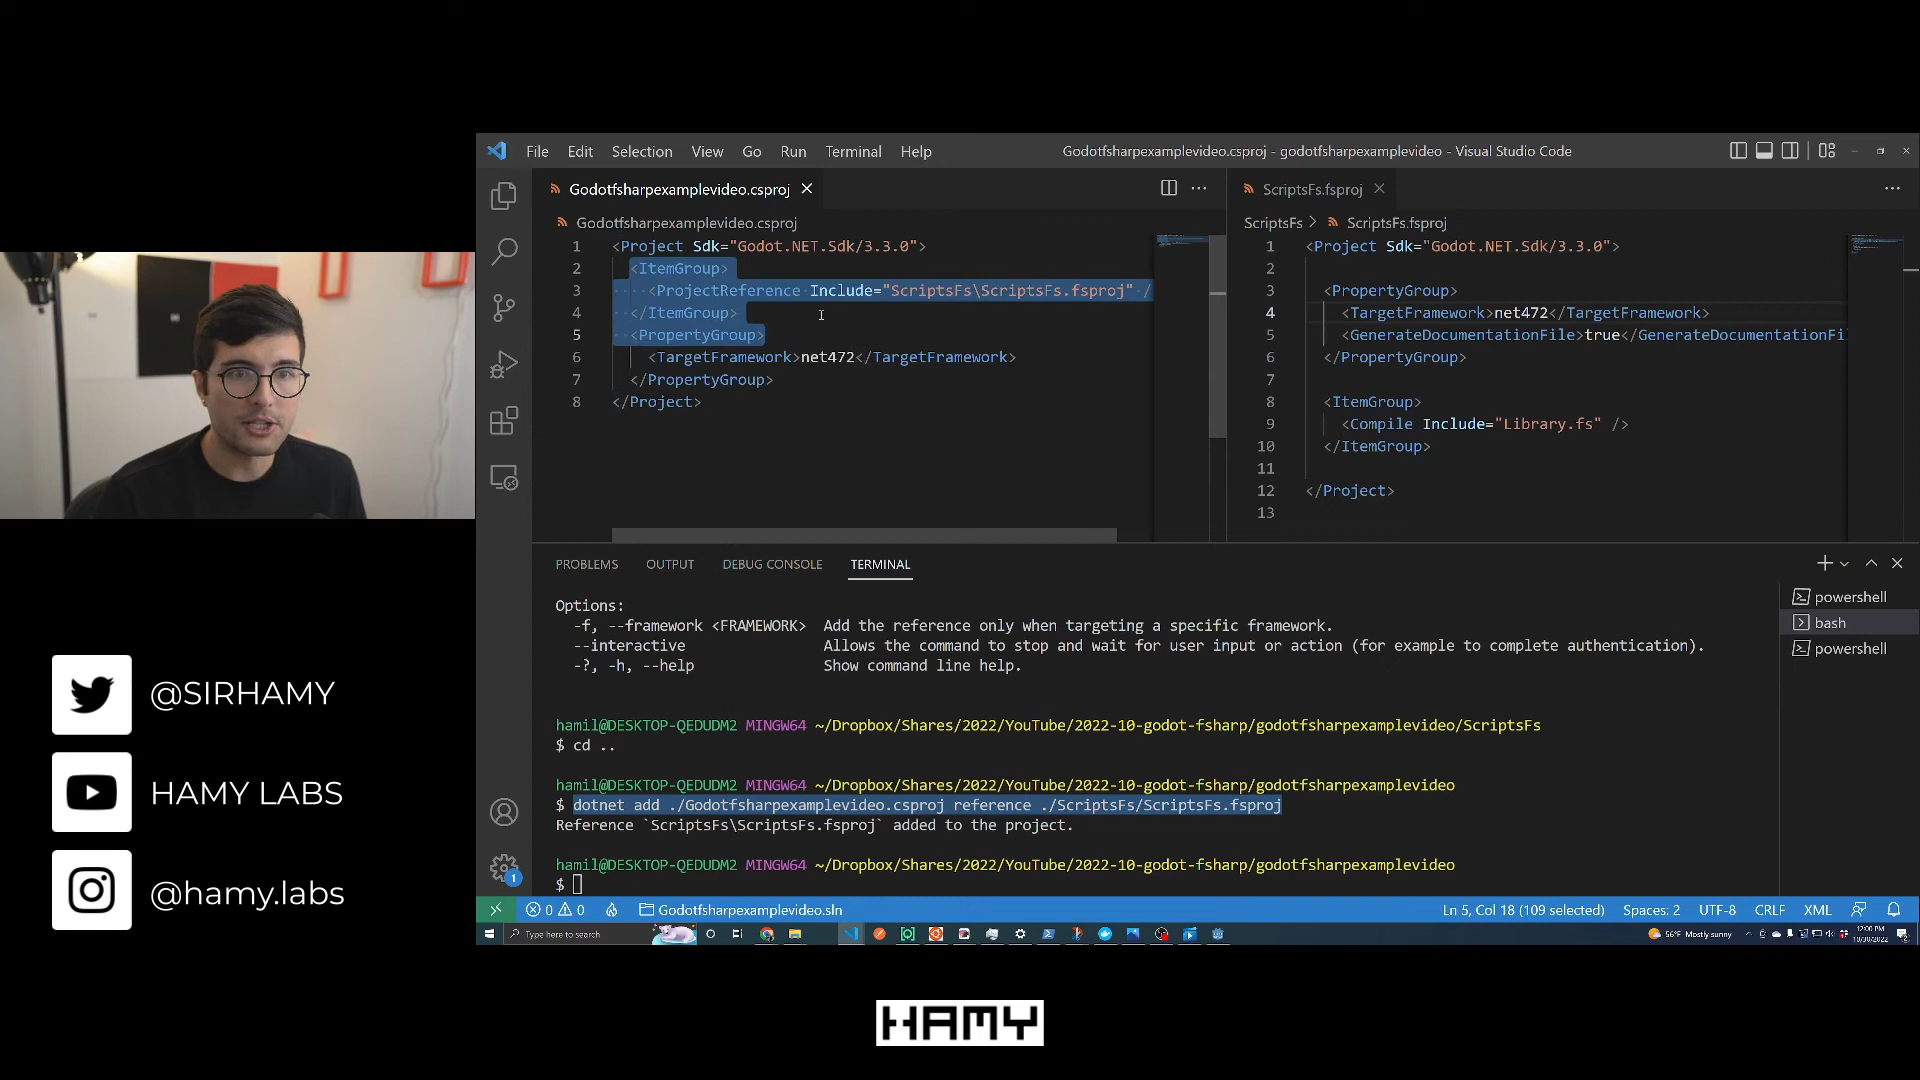 File Edit Selection View Go Run Terminal Help
Godotfsharpexamplevideo.csproj - godotfsharpexamplevideo - Visual Studio Code
Godotfsharpexamplevideo.csproj
Godotfsharpexamplevideo.csproj
1 <Project Sdk="Godot.NET.Sdk/3.3.0">
2 <ItemGroup>
3 <ProjectReference Include="ScriptsFs\ScriptsFs.fsproj" /
4 </ItemGroup>
5 <PropertyGroup>
6 <TargetFramework>net472</TargetFramework>
7 </PropertyGroup>
8 </Project>
ScriptsFs.fsproj
ScriptsFs > ScriptsFs.fsproj
1 <Project Sdk="Godot.NET.Sdk/3.3.0">
2
3 <PropertyGroup>
4 <TargetFramework>net472</TargetFramework>
5 <GenerateDocumentationFile>true</GenerateDocumentationFi
6 </PropertyGroup>
7
8 <ItemGroup>
9 <Compile Include="Library.fs" />
10 </ItemGroup>
11
12 </Project>
13
PROBLEMS OUTPUT DEBUG CONSOLE TERMINAL
Options:
-f, --framework <FRAMEWORK> Add the reference only when targeting a specific framework.
--interactive Allows the command to stop and wait for user input or action (for example to complete authentication).
-?, -h, --help Show command line help.
hamil@DESKTOP-QEDUDM2 MINGW64 ~/Dropbox/Shares/2022/YouTube/2022-10-godot-fsharp/godotfsharpexamplevideo/ScriptsFs
$ cd ..
hamil@DESKTOP-QEDUDM2 MINGW64 ~/Dropbox/Shares/2022/YouTube/2022-10-godot-fsharp/godotfsharpexamplevideo
$ dotnet add ./Godotfsharpexamplevideo.csproj reference ./ScriptsFs/ScriptsFs.fsproj
Reference `ScriptsFs\ScriptsFs.fsproj` added to the project.
hamil@DESKTOP-QEDUDM2 MINGW64 ~/Dropbox/Shares/2022/YouTube/2022-10-godot-fsharp/godotfsharpexamplevideo
$
powershell
bash
powershell
1
0 0 Godotfsharpexamplevideo.sln
Ln 5, Col 18 (109 selected) Spaces: 2 UTF-8 CRLF XML
Type here to search
56°F Mostly sunny
12:00 PM
10/30/2022
@SIRHAMY
HAMY LABS
@hamy.labs
HAMY